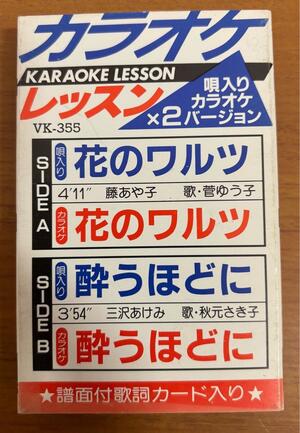 カラオケ
KARAOKE LESSON
レッスン
唄入り
カラオケ
×2バージョン
VK-355
SIDE A
唄入り
花のワルツ
4'11" 藤あや子 歌・菅ゆう子
カラオケ
花のワルツ
SIDE B
唄入り
酔うほどに
3'54" 三沢あけみ 歌・秋元さき子
カラオケ
酔うほどに
★譜面付歌詞カード入り★